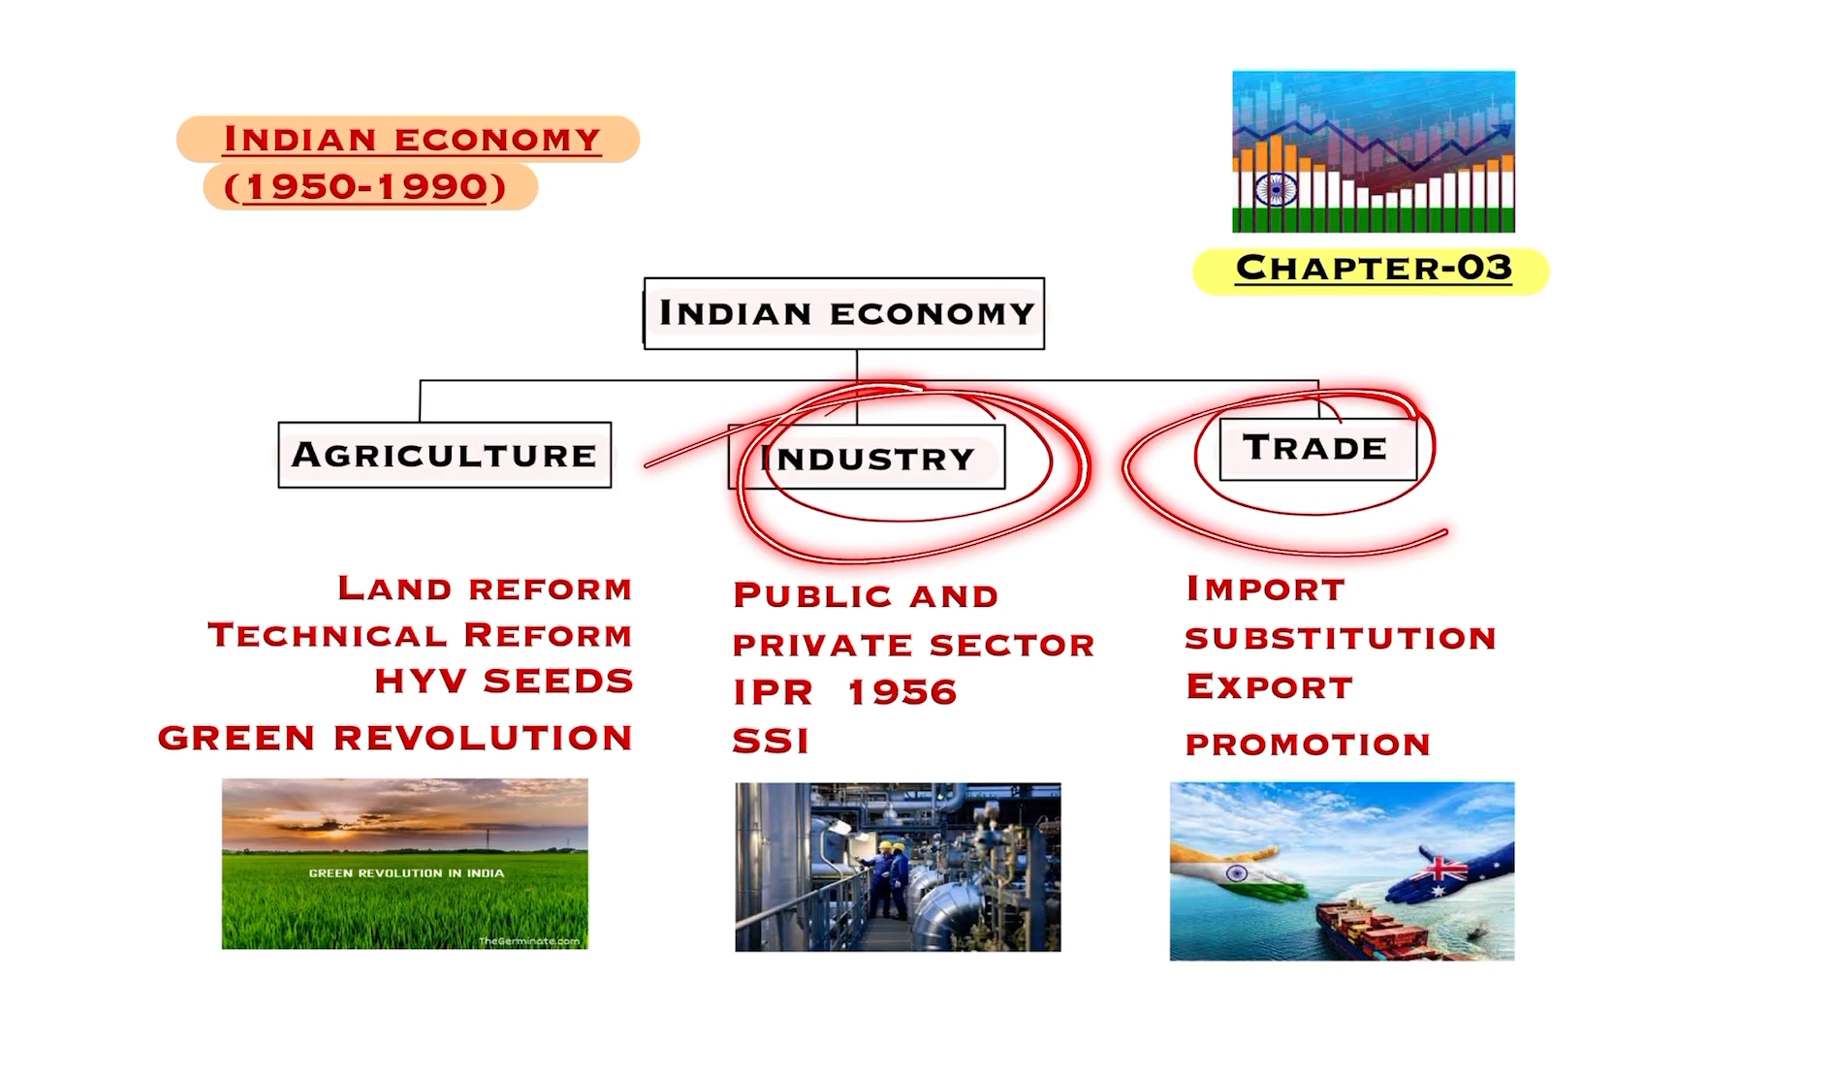 INDIAN ECONOMY
(1950-1990)
CHAPTER-03
INDIAN ECONOMY
AGRICULTURE
INDUSTRY
TRADE
LAND REFORM
TECHNICAL REFORM
HYV SEEDS
GREEN REVOLUTION
PUBLIC AND
PRIVATE SECTOR
IPR 1956
SSI
IMPORT
SUBSTITUTION
EXPORT
PROMOTION
GREEN REVOLUTION IN INDIA
TheGerminate.com